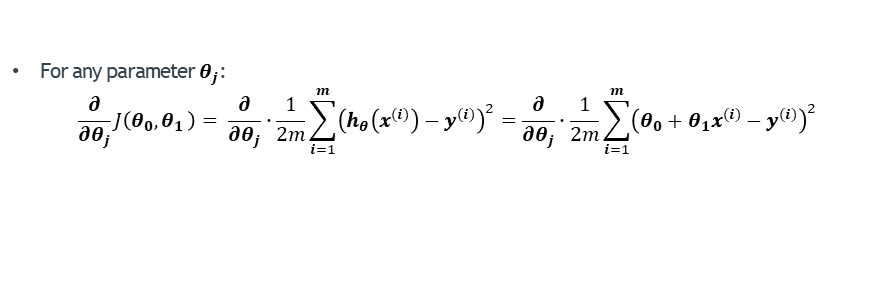 • For any parameter θⱼ:
∂/∂θⱼ J(θ₀, θ₁) = ∂/∂θⱼ · 1/2m ∑ᵢ₌₁ᵐ (h_θ(x⁽ⁱ⁾) − y⁽ⁱ⁾)² = ∂/∂θⱼ · 1/2m ∑ᵢ₌₁ᵐ (θ₀ + θ₁x⁽ⁱ⁾ − y⁽ⁱ⁾)²